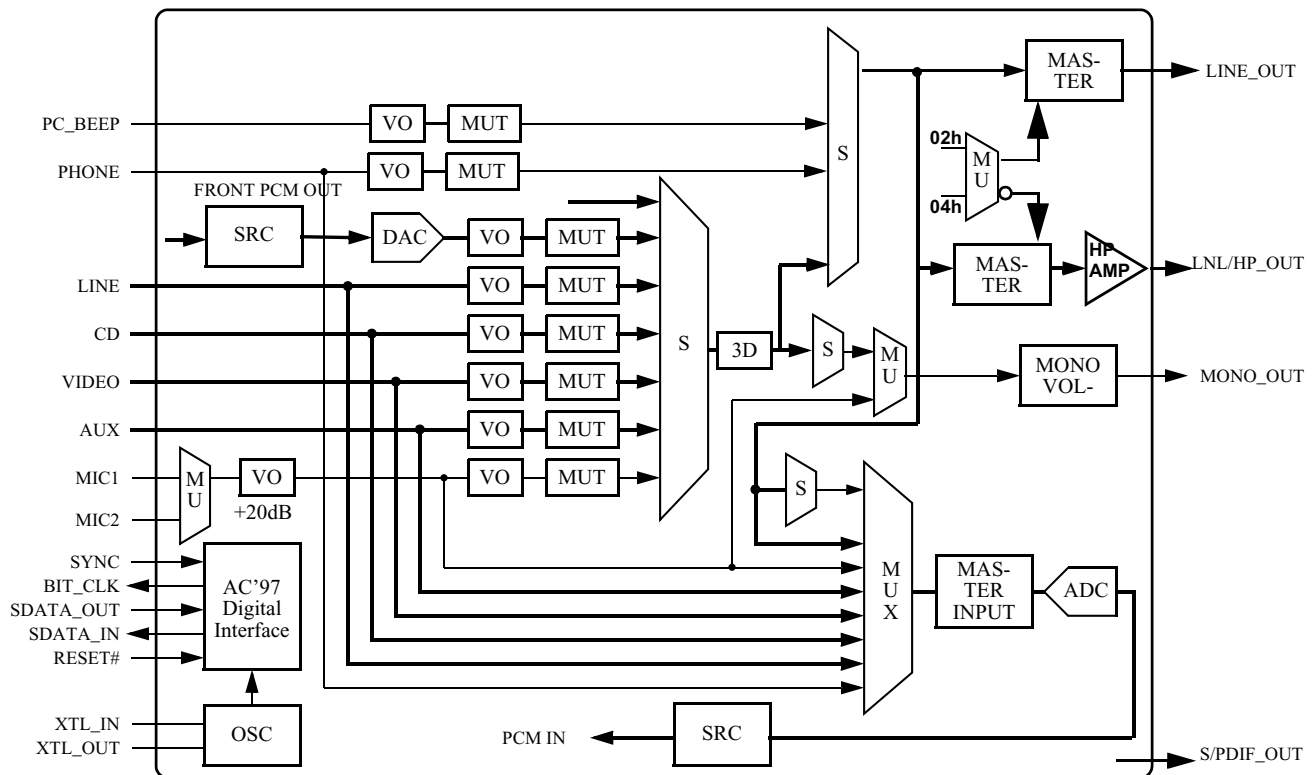 MAS-
TER
LINE_OUT
PC_BEEP
VO
MUT
S
02h
M
U
PHONE
VO
MUT
FRONT PCM OUT
04h
SRC
DAC
VO
MUT
MAS-
TER
HP
AMP
LNL/HP_OUT
LINE
VO
MUT
CD
VO
MUT
S
3D
S
M
U
MONO
VOL-
MONO_OUT
VIDEO
VO
MUT
AUX
VO
MUT
MIC1
M
U
VO
+20dB
VO
MUT
S
MIC2
SYNC
BIT_CLK
SDATA_OUT
SDATA_IN
RESET#
AC'97
Digital
Interface
M
U
X
MAS-
TER
INPUT
ADC
XTL_IN
XTL_OUT
OSC
PCM IN
SRC
S/PDIF_OUT